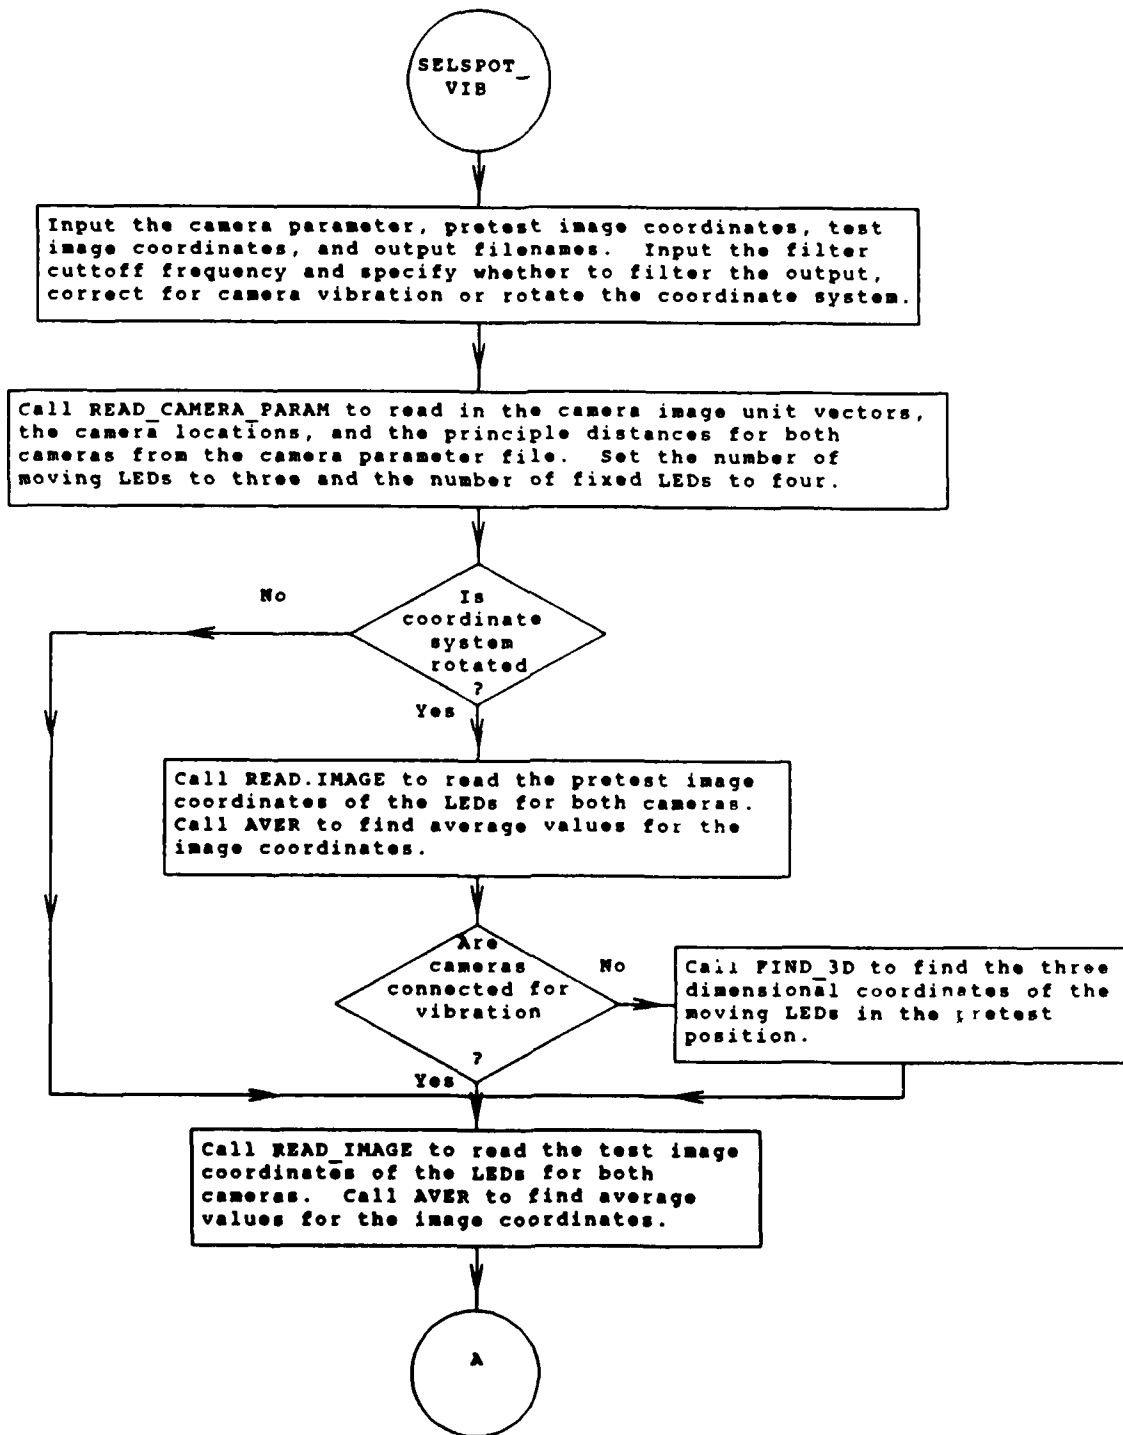 SELSPOT_
VIB
Input the camera parameter, pretest image coordinates, test
image coordinates, and output filenames. Input the filter
cuttoff frequency and specify whether to filter the output,
correct for camera vibration or rotate the coordinate system.
Call READ_CAMERA_PARAM to read in the camera image unit vectors,
the camera locations, and the principle distances for both
cameras from the camera parameter file. Set the number of
moving LEDs to three and the number of fixed LEDs to four.
No
Is
coordinate
system
rotated
?
Yes
Call READ.IMAGE to read the pretest image
coordinates of the LEDs for both cameras.
Call AVER to find average values for the
image coordinates.
Are
cameras
connected for
vibration
?
No
Call FIND_3D to find the three
dimensional coordinates of the
moving LEDs in the pretest
position.
Yes
Call READ_IMAGE to read the test image
coordinates of the LEDs for both
cameras. Call AVER to find average
values for the image coordinates.
A